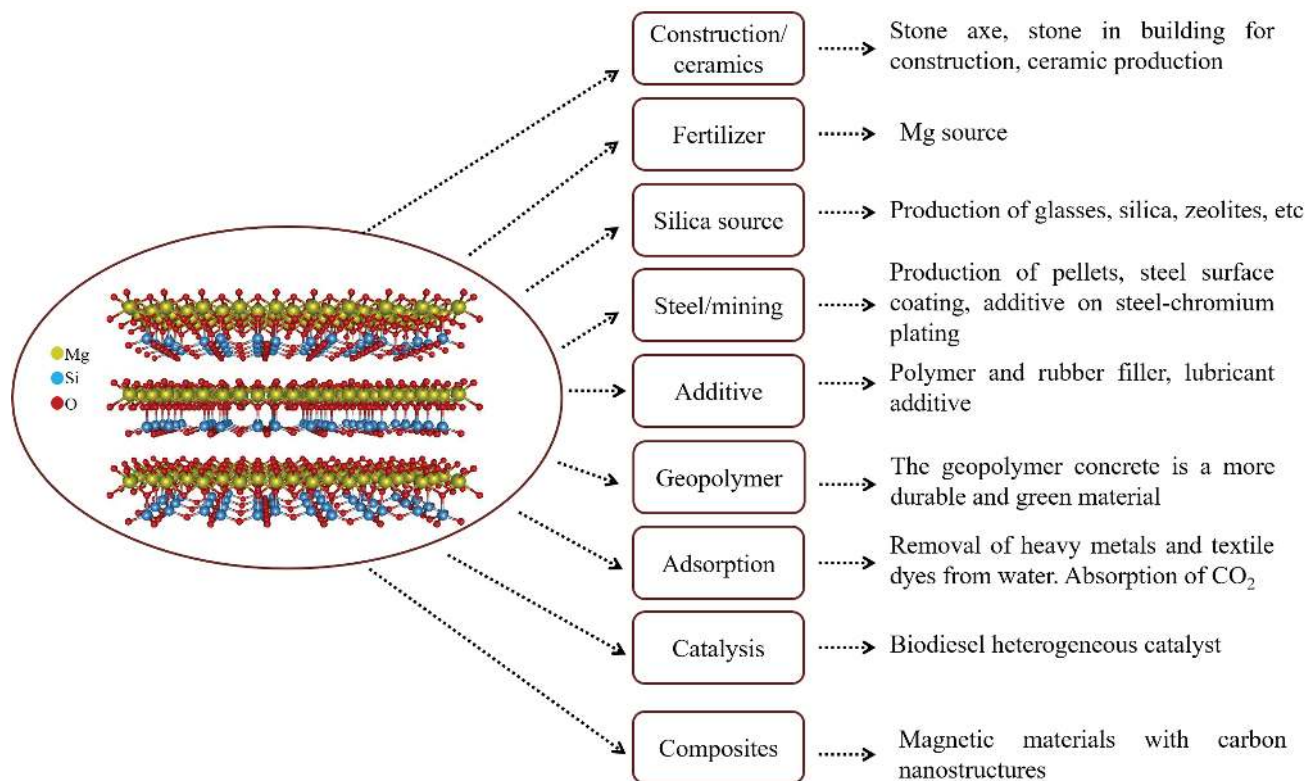 Construction/
ceramics
Stone axe, stone in building for
construction, ceramic production
Fertilizer
Mg source
Silica source
Production of glasses, silica, zeolites, etc
Steel/mining
Production of pellets, steel surface
coating, additive on steel-chromium
plating
Mg
Si
O
Additive
Polymer and rubber filler, lubricant
additive
Geopolymer
The geopolymer concrete is a more
durable and green material
Adsorption
Removal of heavy metals and textile
dyes from water. Absorption of CO₂
Catalysis
Biodiesel heterogeneous catalyst
Composites
Magnetic materials with carbon
nanostructures